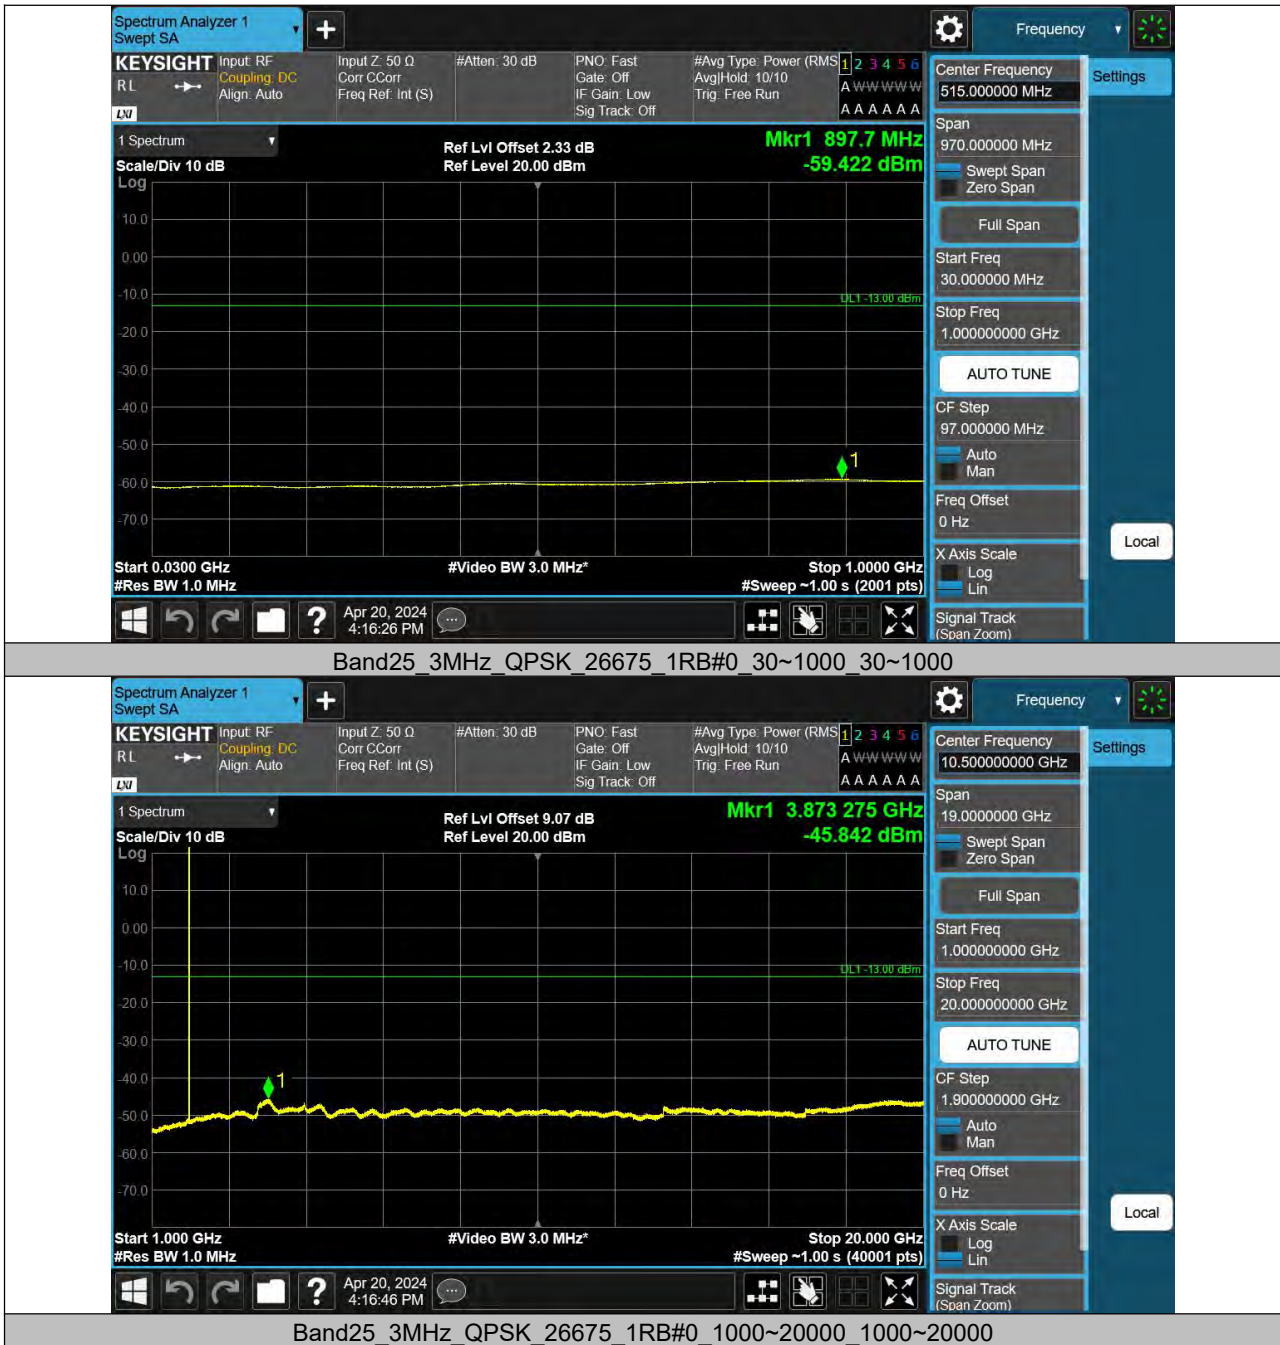 Spectrum Analyzer 1
Swept SA
Frequency
KEYSIGHT
RL
LXI
Input: RF
Coupling: DC
Align: Auto
Input Z: 50 Ω
Corr CCorr
Freq Ref: Int (S)
#Atten: 30 dB
PNO: Fast
Gate: Off
IF Gain: Low
Sig Track: Off
#Avg Type: Power (RMS
Avg|Hold: 10/10
Trig: Free Run
1 2 3 4 5 6
A W W W W W
A A A A A A
1 Spectrum
Scale/Div 10 dB
Ref Lvl Offset 2.33 dB
Ref Level 20.00 dBm
Mkr1 897.7 MHz
-59.422 dBm
Log
10.0
0.00
-10.0
DL1 -13.00 dBm
-20.0
-30.0
-40.0
-50.0
1
-60.0
-70.0
Start 0.0300 GHz
#Res BW 1.0 MHz
#Video BW 3.0 MHz*
Stop 1.0000 GHz
#Sweep ~1.00 s (2001 pts)
Apr 20, 2024
4:16:26 PM
Center Frequency
515.000000 MHz
Settings
Span
970.000000 MHz
Swept Span
Zero Span
Full Span
Start Freq
30.000000 MHz
Stop Freq
1.000000000 GHz
AUTO TUNE
CF Step
97.000000 MHz
Auto
Man
Freq Offset
0 Hz
Local
X Axis Scale
Log
Lin
Signal Track
(Span Zoom)
Band25_3MHz_QPSK_26675_1RB#0_30~1000_30~1000
Spectrum Analyzer 1
Swept SA
Frequency
KEYSIGHT
RL
LXI
Input: RF
Coupling: DC
Align: Auto
Input Z: 50 Ω
Corr CCorr
Freq Ref: Int (S)
#Atten: 30 dB
PNO: Fast
Gate: Off
IF Gain: Low
Sig Track: Off
#Avg Type: Power (RMS
Avg|Hold: 10/10
Trig: Free Run
1 2 3 4 5 6
A W W W W W
A A A A A A
1 Spectrum
Scale/Div 10 dB
Ref Lvl Offset 9.07 dB
Ref Level 20.00 dBm
Mkr1 3.873 275 GHz
-45.842 dBm
Log
10.0
0.00
-10.0
DL1 -13.00 dBm
-20.0
-30.0
-40.0
1
-50.0
-60.0
-70.0
Start 1.000 GHz
#Res BW 1.0 MHz
#Video BW 3.0 MHz*
Stop 20.000 GHz
#Sweep ~1.00 s (40001 pts)
Apr 20, 2024
4:16:46 PM
Center Frequency
10.500000000 GHz
Settings
Span
19.0000000 GHz
Swept Span
Zero Span
Full Span
Start Freq
1.000000000 GHz
Stop Freq
20.000000000 GHz
AUTO TUNE
CF Step
1.900000000 GHz
Auto
Man
Freq Offset
0 Hz
Local
X Axis Scale
Log
Lin
Signal Track
(Span Zoom)
Band25_3MHz_QPSK_26675_1RB#0_1000~20000_1000~20000